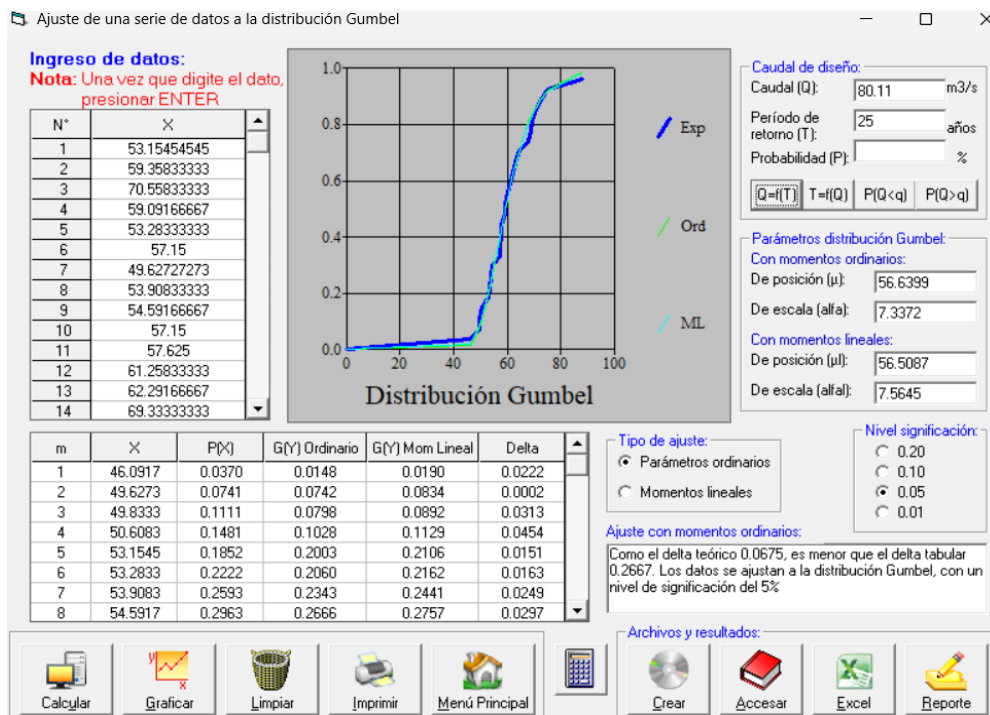 Ajuste de una serie de datos a la distribución Gumbel
Ingreso de datos:
Nota: Una vez que digite el dato,
presionar ENTER
N° X
1 53.15454545
2 59.35833333
3 70.55833333
4 59.09166667
5 53.28333333
6 57.15
7 49.62727273
8 53.90833333
9 54.59166667
10 57.15
11 57.625
12 61.25833333
13 62.29166667
14 69.33333333
1.0
0.8
0.6
0.4
0.2
0.0
0 20 40 60 80 100
Exp
Ord
ML
Distribución Gumbel
Caudal de diseño:
Caudal (Q): 80.11 m3/s
Período de
retorno (T): 25 años
Probabilidad (P): %
Q=f(T) T=f(Q) P(Q<q) P(Q>q)
Parámetros distribución Gumbel:
Con momentos ordinarios:
De posición (µ): 56.6399
De escala (alfa): 7.3372
Con momentos lineales:
De posición (µl): 56.5087
De escala (alfal): 7.5645
m X P(X) G(Y) Ordinario G(Y) Mom Lineal Delta
1 46.0917 0.0370 0.0148 0.0190 0.0222
2 49.6273 0.0741 0.0742 0.0834 0.0002
3 49.8333 0.1111 0.0798 0.0892 0.0313
4 50.6083 0.1481 0.1028 0.1129 0.0454
5 53.1545 0.1852 0.2003 0.2106 0.0151
6 53.2833 0.2222 0.2060 0.2162 0.0163
7 53.9083 0.2593 0.2343 0.2441 0.0249
8 54.5917 0.2963 0.2666 0.2757 0.0297
Tipo de ajuste:
Parámetros ordinarios
Momentos lineales
Nivel significación:
0.20
0.10
0.05
0.01
Ajuste con momentos ordinarios:
Como el delta teórico 0.0675, es menor que el delta tabular
0.2667. Los datos se ajustan a la distribución Gumbel, con un
nivel de significación del 5%
Archivos y resultados:
y
x
Calcular Graficar Limpiar Imprimir Menú Principal Crear Accesar Excel Reporte